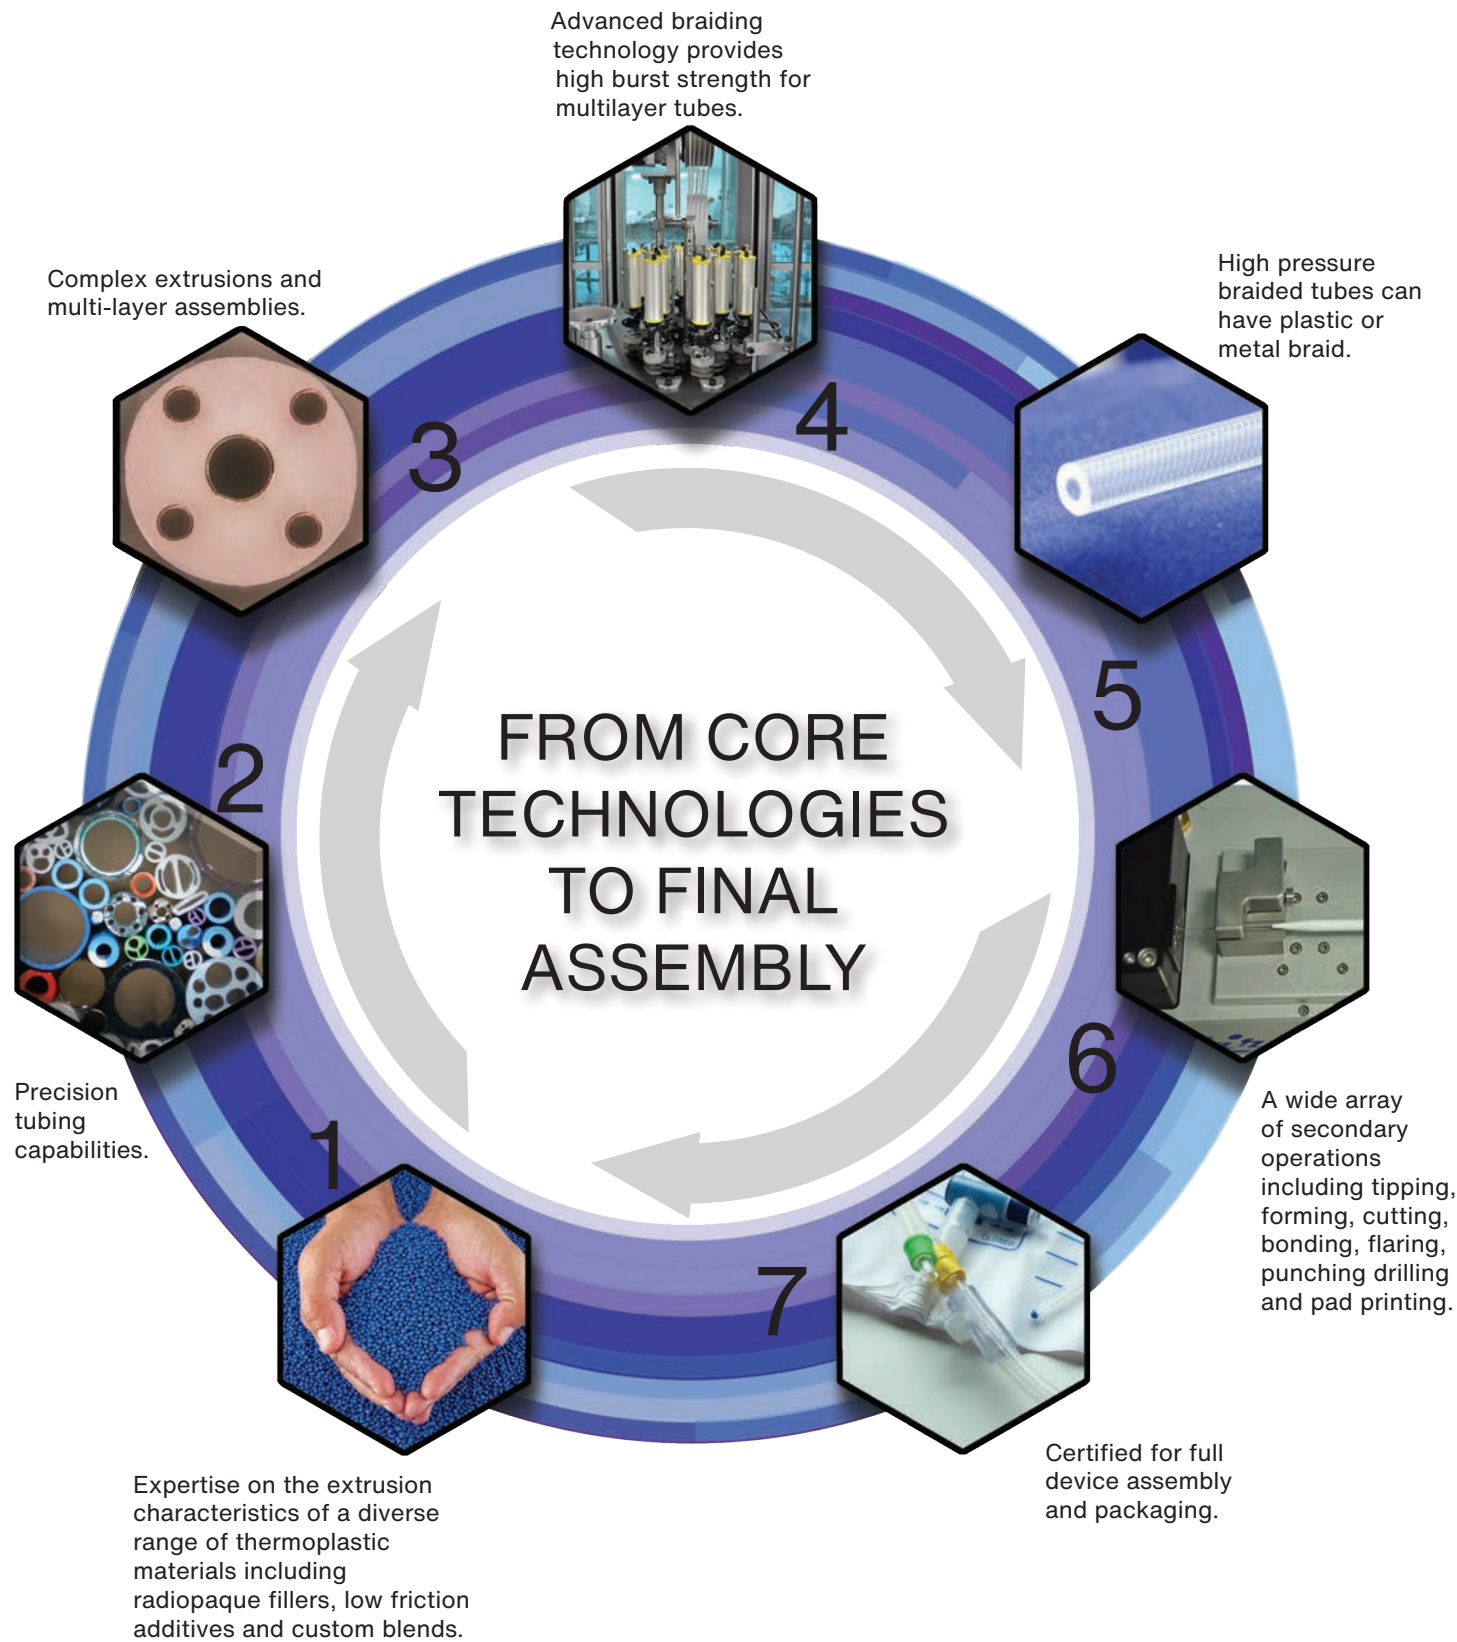 Advanced braiding
technology provides
high burst strength for
multilayer tubes.
Complex extrusions and
multi-layer assemblies.
High pressure
braided tubes can
have plastic or
metal braid.
3
4
5
2
FROM CORE
TECHNOLOGIES
TO FINAL
ASSEMBLY
6
1
7
Precision
tubing
capabilities.
A wide array
of secondary
operations
including tipping,
forming, cutting,
bonding, flaring,
punching drilling
and pad printing.
CLOSED
Certified for full
device assembly
and packaging.
Expertise on the extrusion
characteristics of a diverse
range of thermoplastic
materials including
radiopaque fillers, low friction
additives and custom blends.